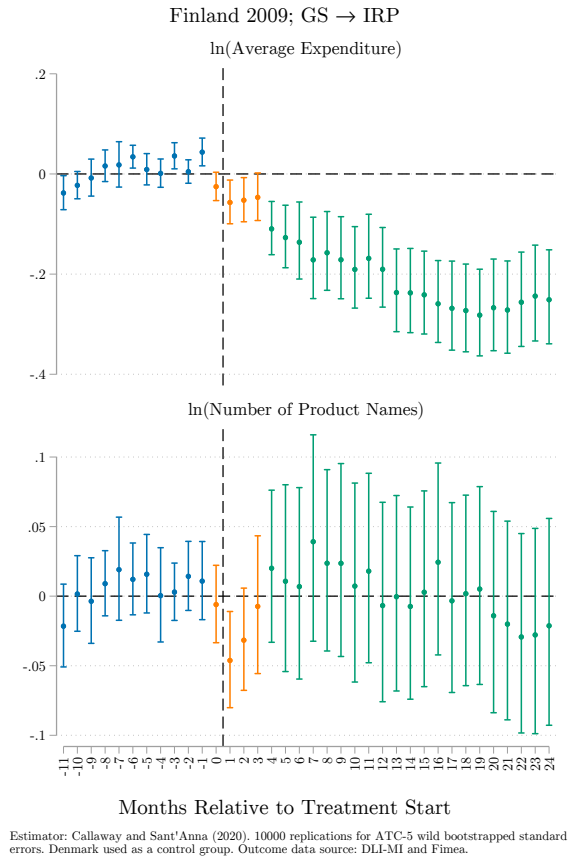 Finland 2009; GS → IRP
ln(Average Expenditure)
.2
0
-.2
-.4
ln(Number of Product Names)
.1
.05
0
-.05
-.1
-11 -10 -9 -8 -7 -6 -5 -4 -3 -2 -1 0 1 2 3 4 5 6 7 8 9 10 11 12 13 14 15 16 17 18 19 20 21 22 23 24
Months Relative to Treatment Start
Estimator: Callaway and Sant'Anna (2020). 10000 replications for ATC-5 wild bootstrapped standard
errors. Denmark used as a control group. Outcome data source: DLI-MI and Fimea.